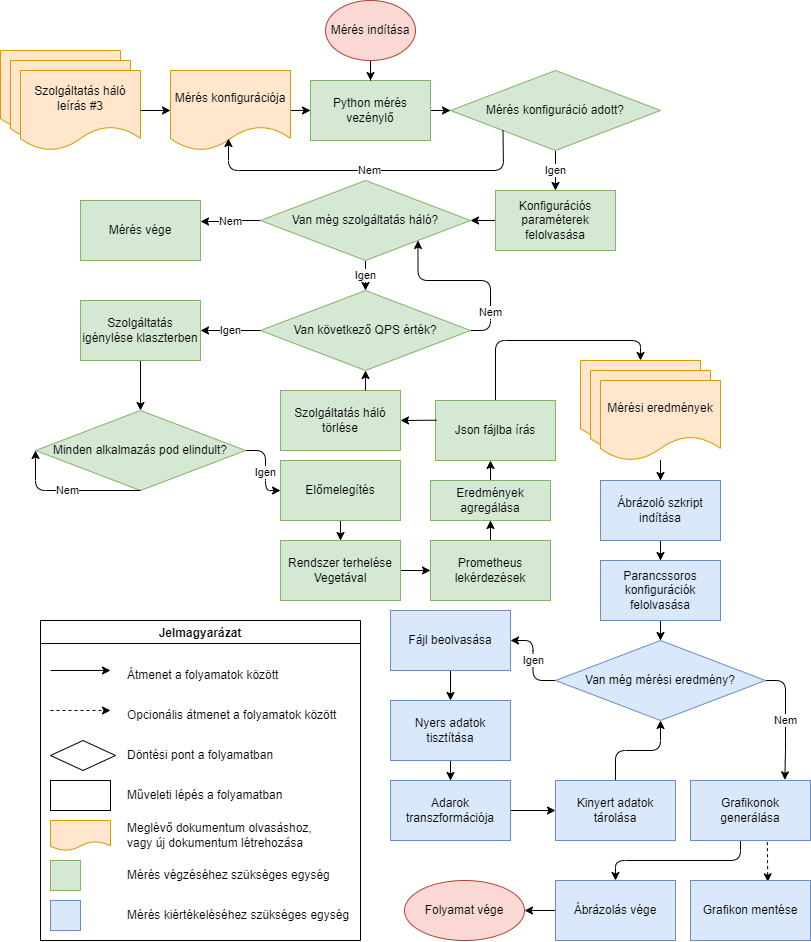 Mérés indítása
Szolgáltatás háló
leírás #3
Mérés konfigurációja
Python mérés
vezénylő
Mérés konfiguráció adott?
Nem
Igen
Konfigurációs
paraméterek
felolvasása
Van még szolgáltatás háló?
Nem
Mérés vége
Igen
Nem
Van következő QPS érték?
Igen
Szolgáltatás
igénylése klaszterben
Minden alkalmazás pod elindult?
Nem
Igen
Előmelegítés
Rendszer terhelése
Vegetával
Prometheus
lekérdezések
Eredmények
agregálása
Json fájlba írás
Szolgáltatás háló
törlése
Mérési eredmények
Ábrázoló szkript
indítása
Parancssoros
konfigurációk
felolvasása
Van még mérési eredmény?
Igen
Fájl beolvasása
Nyers adatok
tisztítása
Adarok
transzformációja
Kinyert adatok
tárolása
Nem
Grafikonok
generálása
Grafikon mentése
Ábrázolás vége
Folyamat vége
Jelmagyarázat
Átmenet a folyamatok között
Opcionális átmenet a folyamatok között
Döntési pont a folyamatban
Műveleti lépés a folyamatban
Meglévő dokumentum olvasáshoz,
vagy új dokumentum létrehozása
Mérés végzéséhez szükséges egység
Mérés kiértékeléséhez szükséges egység